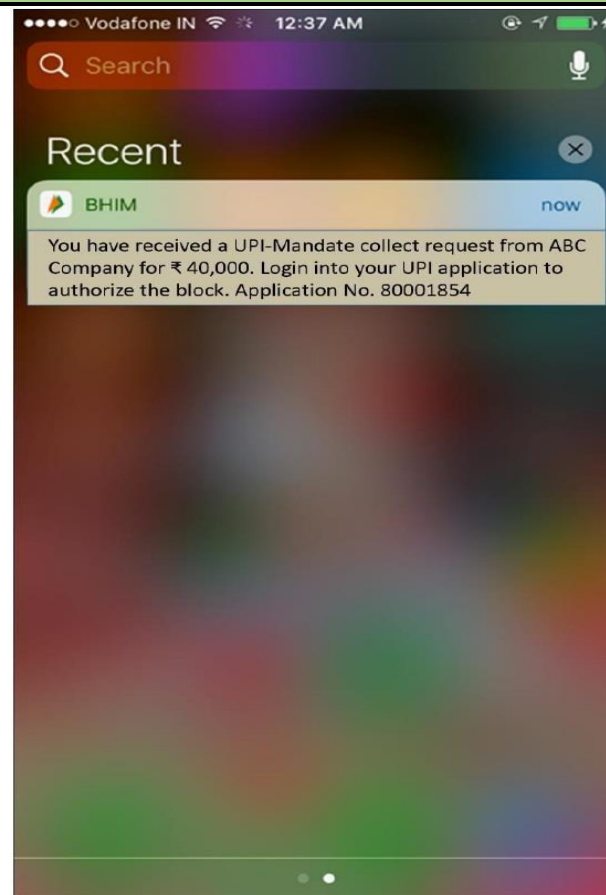 Vodafone IN 12:37 AM
Search
Recent
BHIM now
You have received a UPI-Mandate collect request from ABC
Company for ₹ 40,000. Login into your UPI application to
authorize the block. Application No. 80001854